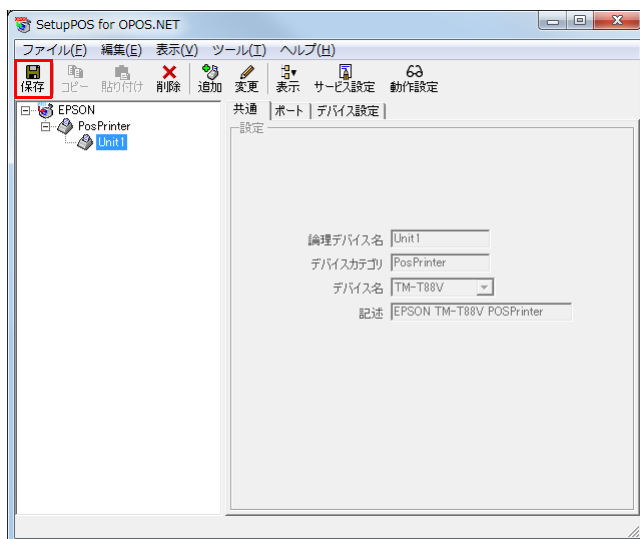 SetupPOS for OPOS.NET
ファイル(F) 編集(E) 表示(V) ツール(T) ヘルプ(H)
保存 コピー 貼り付け 削除 追加 変更 表示 サービス設定 動作設定
EPSON
PosPrinter
Unit1
共通 ポート デバイス設定
設定
論理デバイス名 Unit1
デバイスカテゴリ PosPrinter
デバイス名 TM-T88V
記述 EPSON TM-T88V POSPrinter